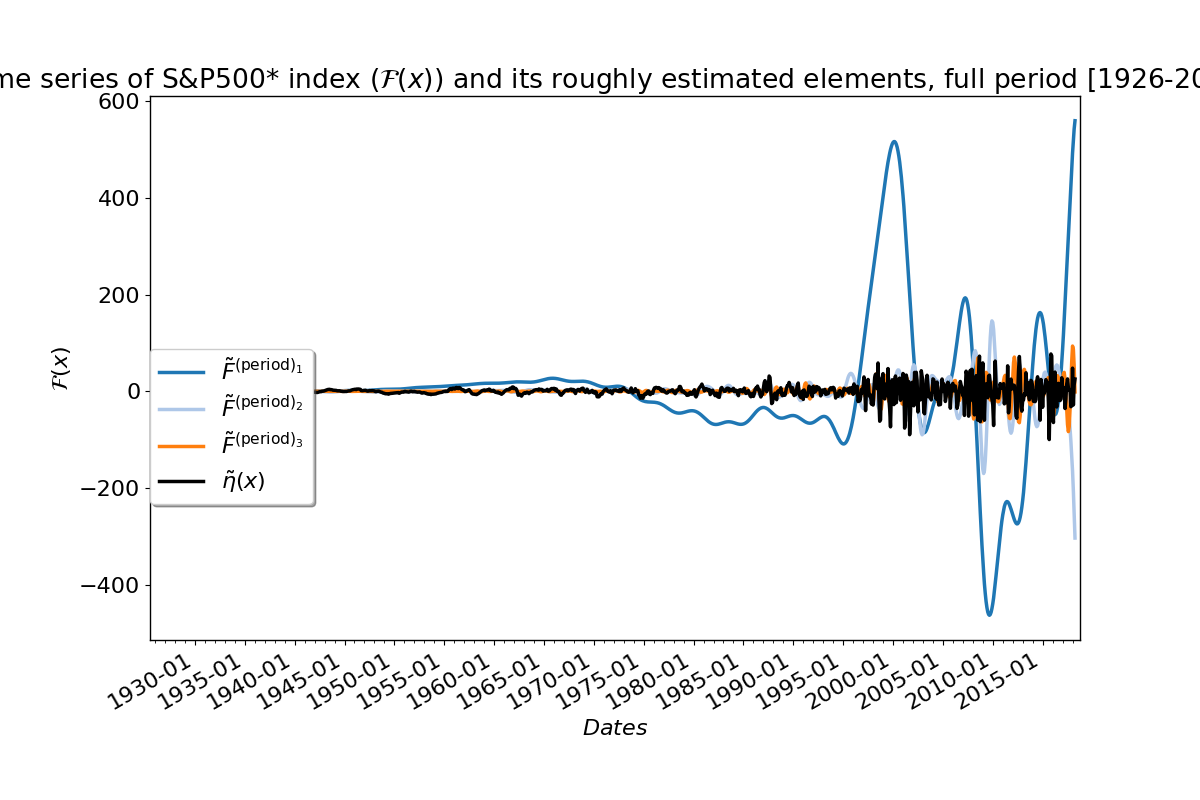 me series of S&P500* index (𝓕(x)) and its roughly estimated elements, full period [1926-20
600
400
200
0
−200
−400
𝓕(x)
F̃⁽ᵖᵉʳⁱᵒᵈ⁾₁
F̃⁽ᵖᵉʳⁱᵒᵈ⁾₂
F̃⁽ᵖᵉʳⁱᵒᵈ⁾₃
η̃(x)
1930-01 1935-01 1940-01 1945-01 1950-01 1955-01 1960-01 1965-01 1970-01 1975-01 1980-01 1985-01 1990-01 1995-01 2000-01 2005-01 2010-01 2015-01
Dates